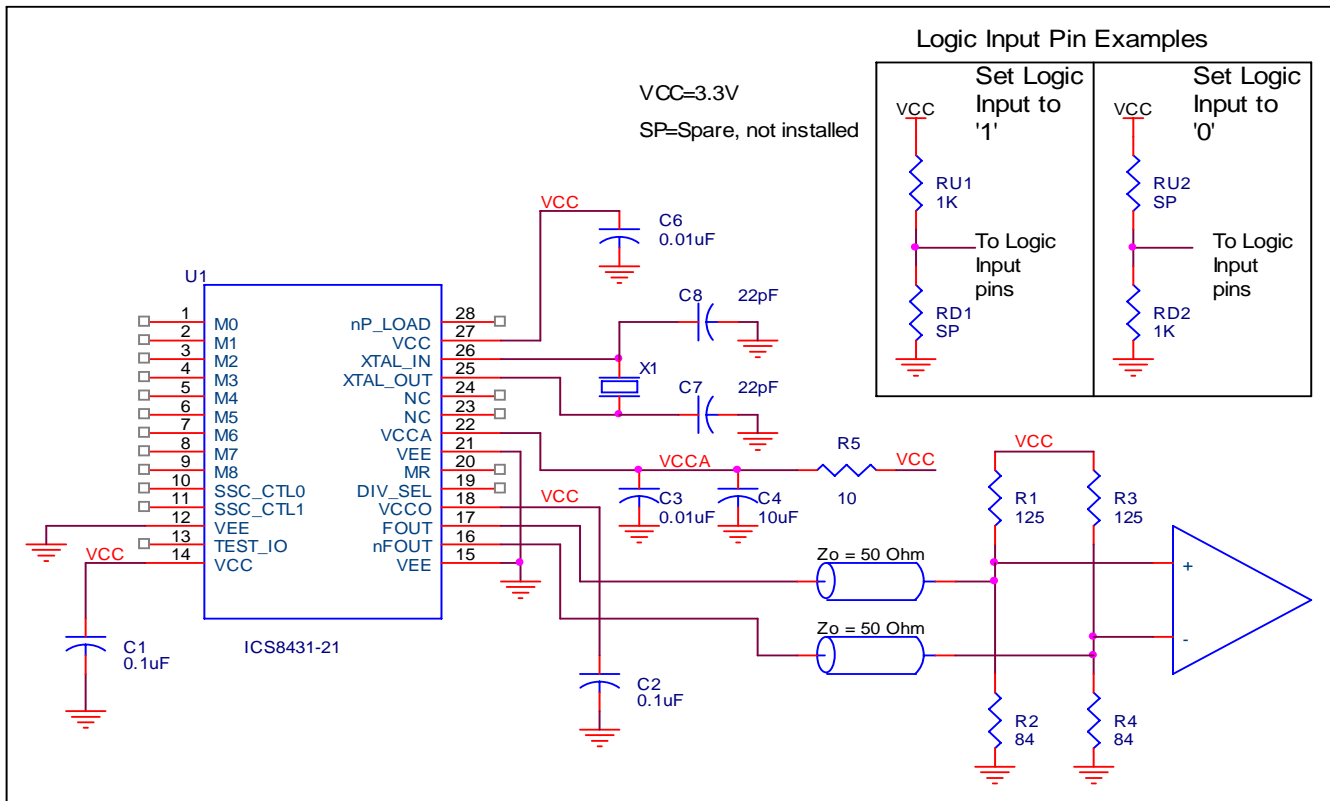 Logic Input Pin Examples
VCC=3.3V
SP=Spare, not installed
Set Logic
Input to
'1'
VCC
RU1
1K
To Logic
Input
pins
RD1
SP
Set Logic
Input to
'0'
VCC
RU2
SP
To Logic
Input
pins
RD2
1K
VCC
C6
0.01uF
U1
1
M0
2
M1
3
M2
4
M3
5
M4
6
M5
7
M6
8
M7
9
M8
10
SSC_CTL0
11
SSC_CTL1
12
VEE
13
TEST_IO
14
VCC
28
nP_LOAD
27
VCC
26
XTAL_IN
25
XTAL_OUT
24
NC
23
NC
22
VCCA
21
VEE
20
MR
19
DIV_SEL
18
VCCO
17
FOUT
16
nFOUT
15
VEE
ICS8431-21
C8
22pF
X1
C7
22pF
VCCA
R5
10
VCC
C3
0.01uF
C4
10uF
VCC
VCC
C1
0.1uF
C2
0.1uF
Zo = 50 Ohm
Zo = 50 Ohm
VCC
R1
125
R3
125
+
-
R2
84
R4
84